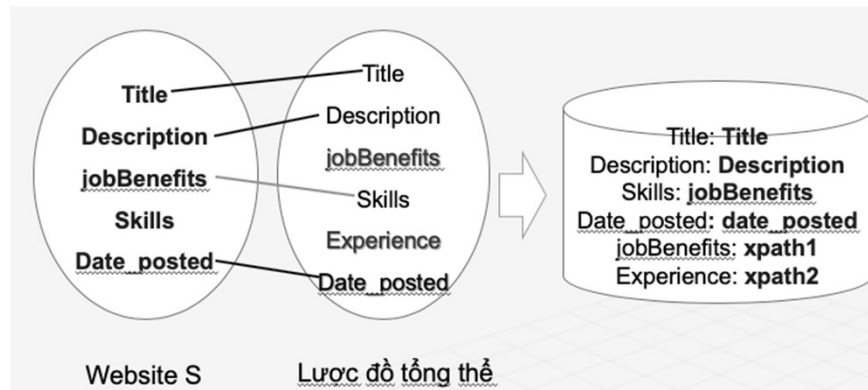 Title
Description
jobBenefits
Skills
Date_posted
Website S
Title
Description
jobBenefits
Skills
Experience
Date_posted
Lược đồ tổng thể
Title: Title
Description: Description
Skills: jobBenefits
Date_posted: date_posted
jobBenefits: xpath1
Experience: xpath2